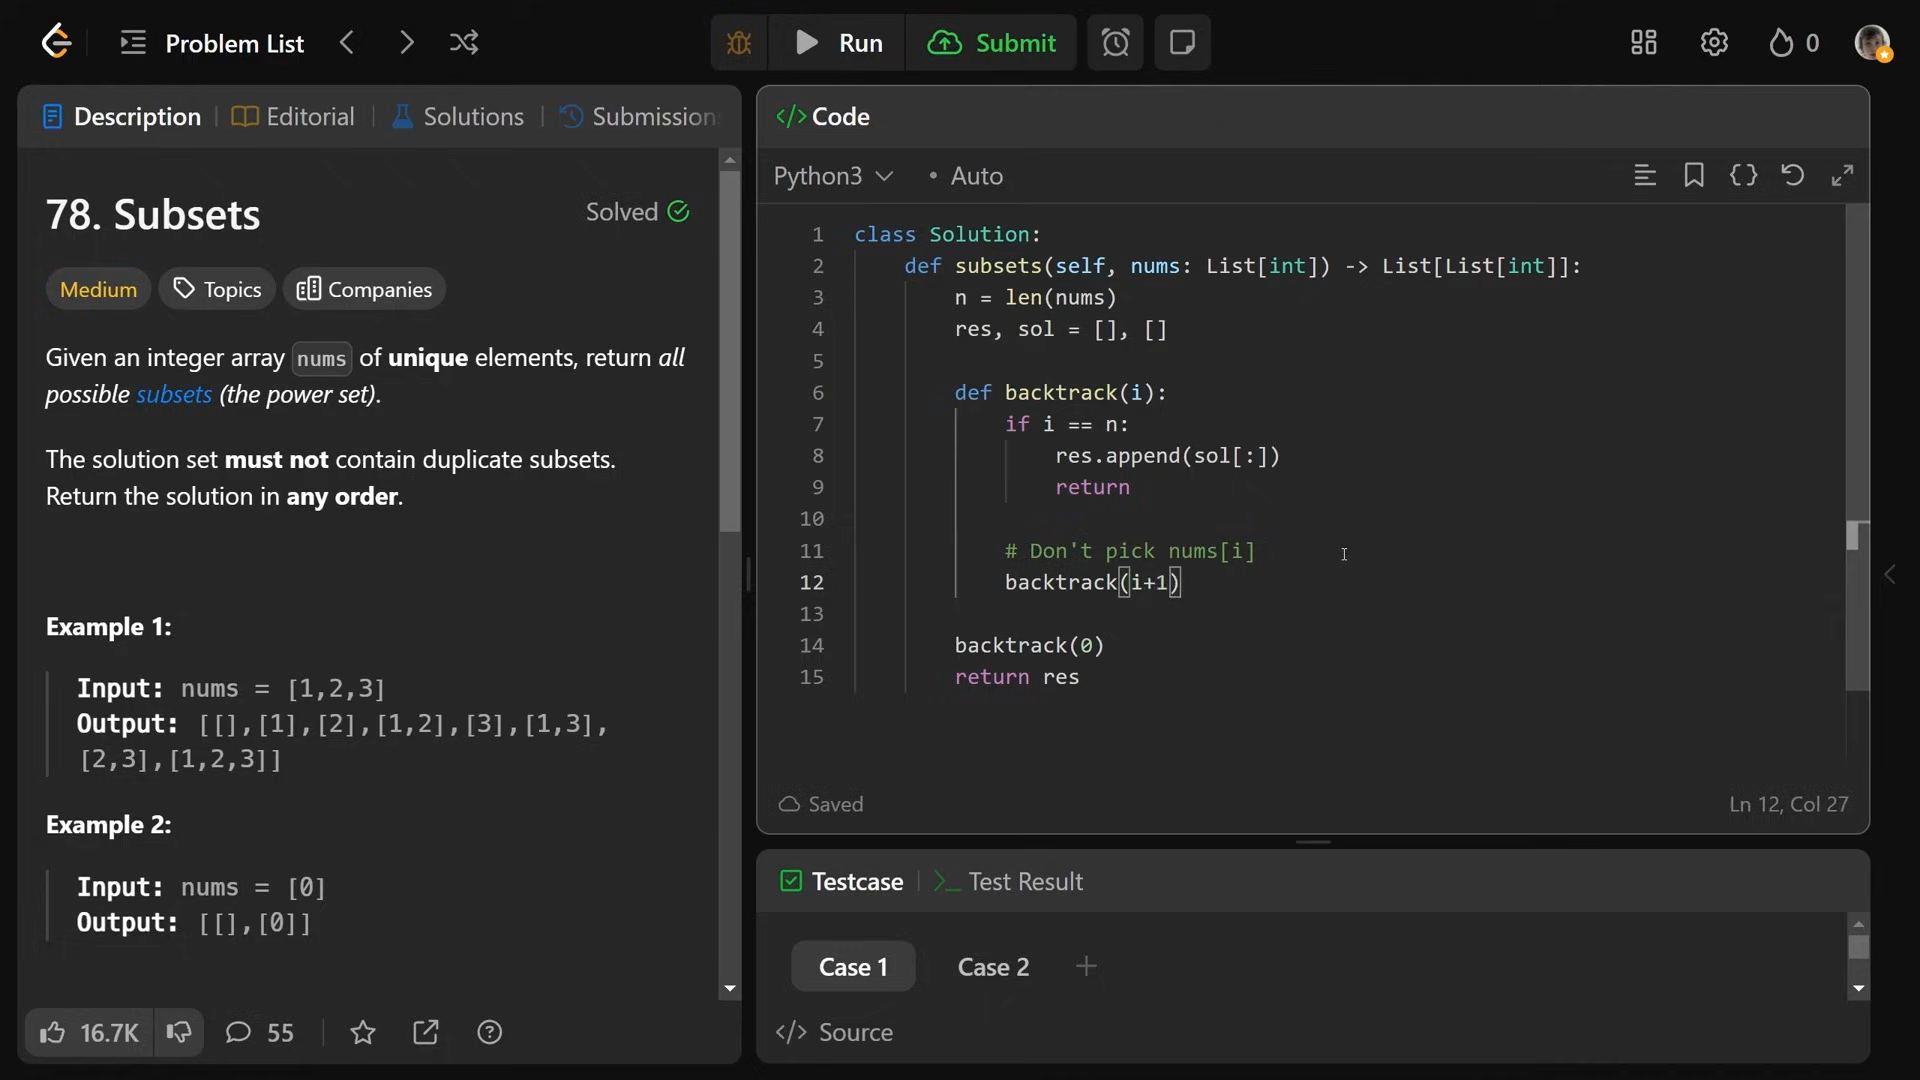 Problem List
Run
Submit
0
Description
Editorial
Solutions
Submission
78. Subsets
Solved
Medium
Topics
Companies
Given an integer array nums of unique elements, return all
possible subsets (the power set).
The solution set must not contain duplicate subsets.
Return the solution in any order.
Example 1:
Input: nums = [1,2,3]
Output: [[],[1],[2],[1,2],[3],[1,3],
[2,3],[1,2,3]]
Example 2:
Input: nums = [0]
Output: [[],[0]]
16.7K
55
</> Code
Python3
• Auto
1 class Solution:
2 def subsets(self, nums: List[int]) -> List[List[int]]:
3 n = len(nums)
4 res, sol = [], []
5
6 def backtrack(i):
7 if i == n:
8 res.append(sol[:])
9 return
10
11 # Don't pick nums[i]
12 backtrack(i+1)
13
14 backtrack(0)
15 return res
Saved
Ln 12, Col 27
Testcase
>_ Test Result
Case 1
Case 2
+
</> Source